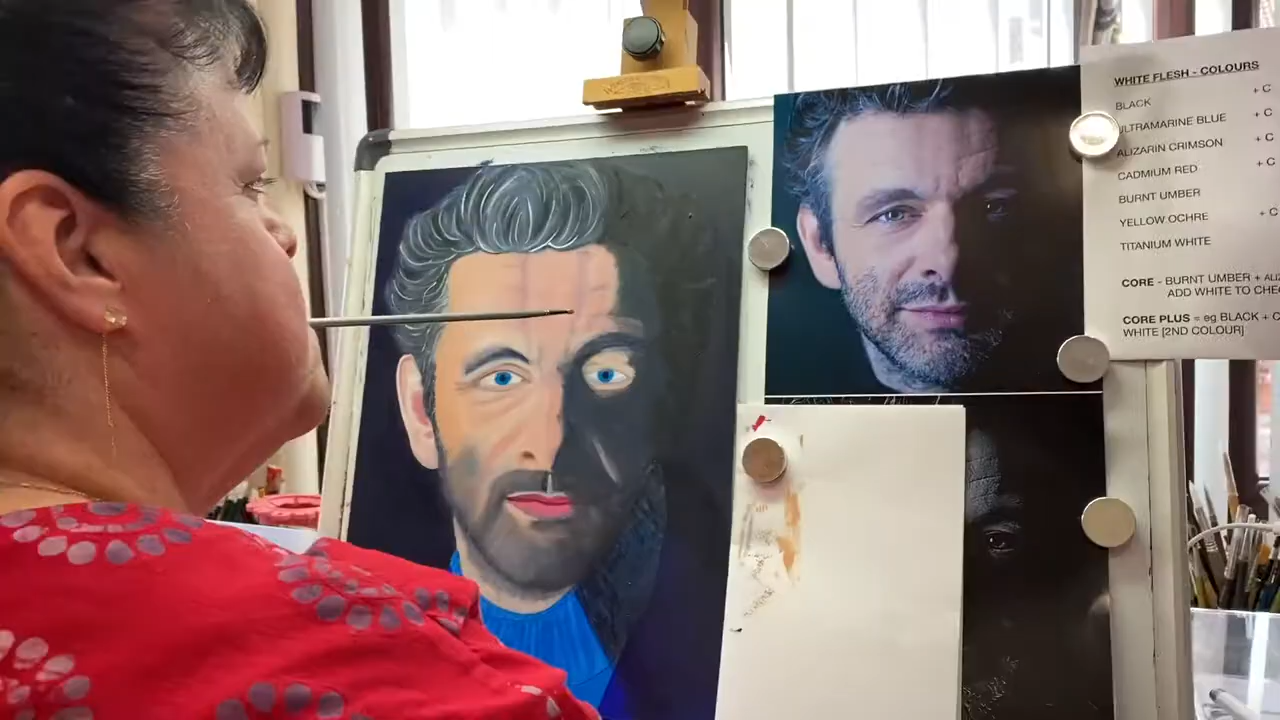 WHITE FLESH - COLOURS
BLACK + C
ULTRAMARINE BLUE + C
ALIZARIN CRIMSON + C
CADMIUM RED + C
BURNT UMBER
YELLOW OCHRE + C
TITANIUM WHITE
CORE - BURNT UMBER + ALIZ
ADD WHITE TO CHE
CORE PLUS = eg BLACK + C
WHITE [2ND COLOUR]